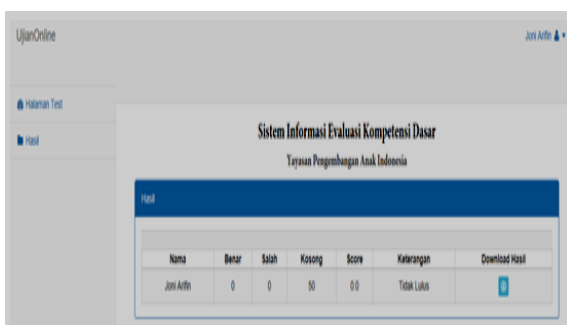 UjianOnline
Joni Arifin
Halaman Test
Hasil
Sistem Informasi Evaluasi Kompetensi Dasar
Yayasan Pengembangan Anak Indonesia
Hasil
Nama Benar Salah Kosong Score Keterangan Download Hasil
Joni Arifin 0 0 50 0.0 Tidak Lulus